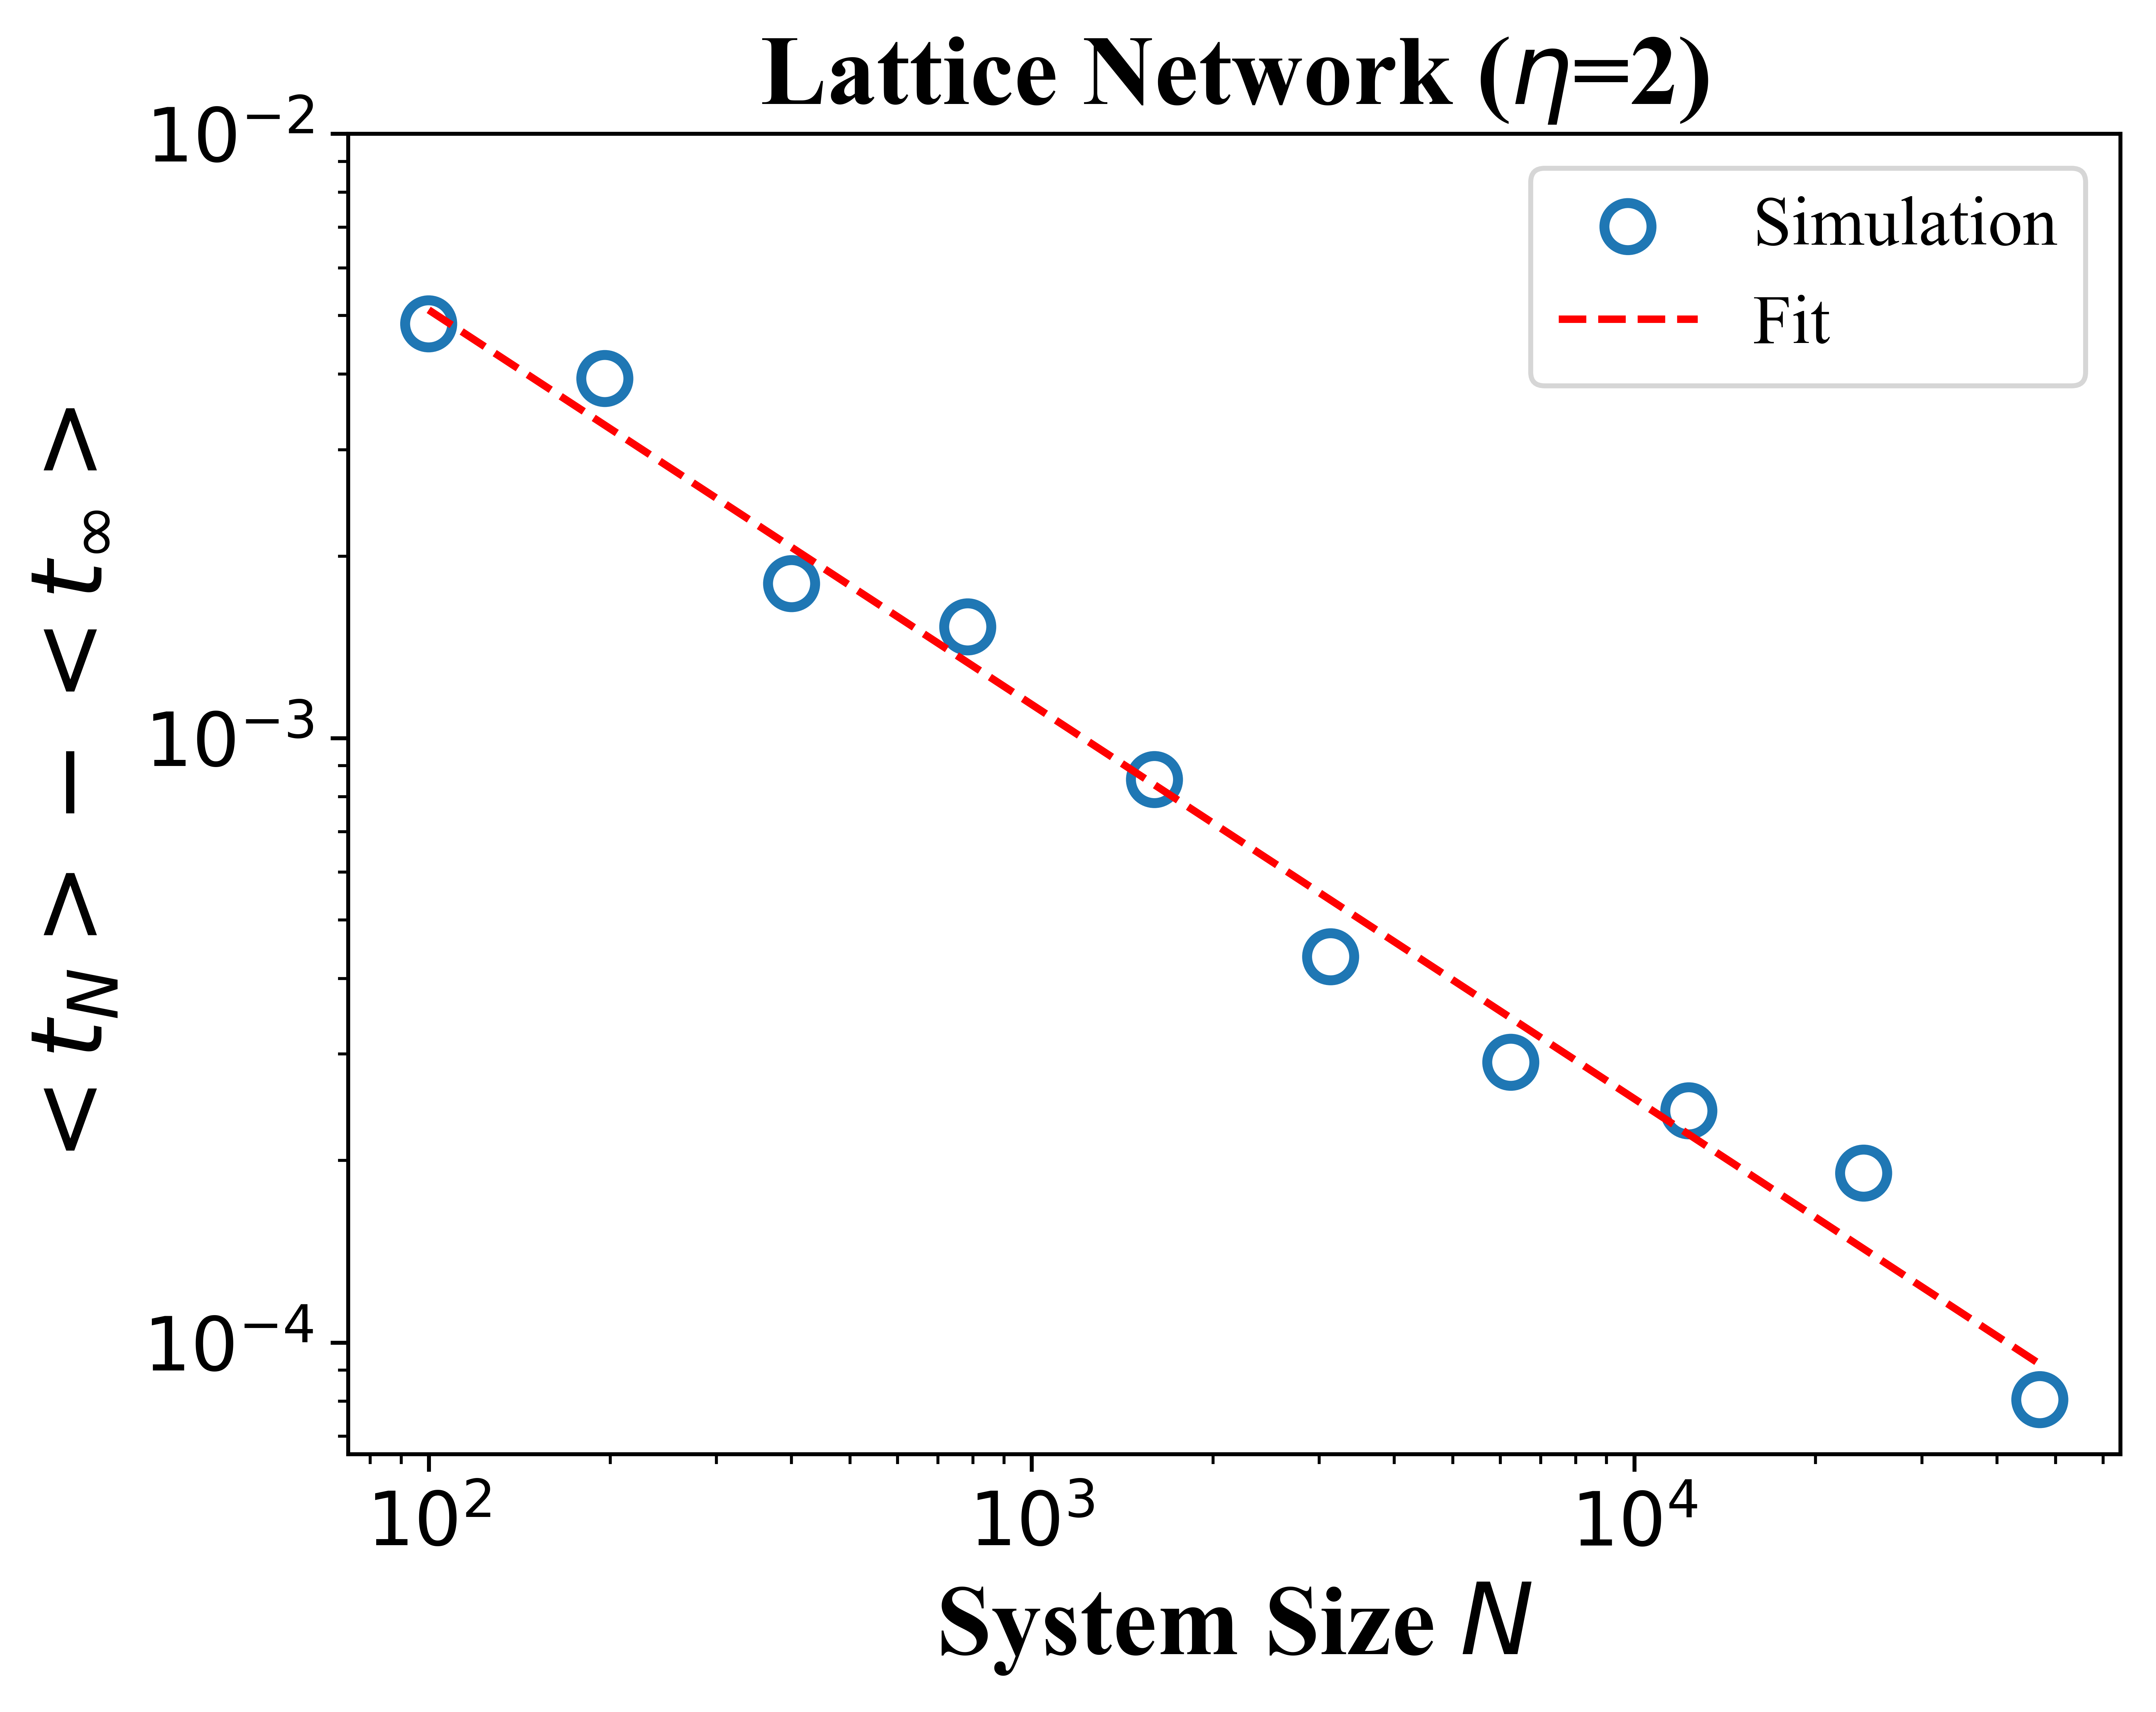 Lattice Network (η=2)
10⁻²
Simulation
Fit
<t_N> − <t_∞>
10⁻³
10⁻⁴
10² 10³ 10⁴
System Size N